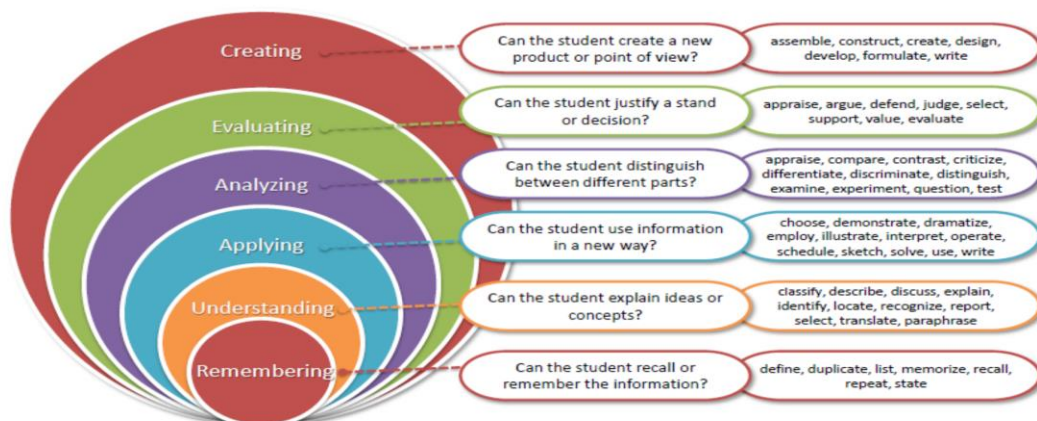 Creating
Can the student create a new
product or point of view?
assemble, construct, create, design,
develop, formulate, write
Evaluating
Can the student justify a stand
or decision?
appraise, argue, defend, judge, select,
support, value, evaluate
Analyzing
Can the student distinguish
between different parts?
appraise, compare, contrast, criticize,
differentiate, discriminate, distinguish,
examine, experiment, question, test
Applying
Can the student use information
in a new way?
choose, demonstrate, dramatize,
employ, illustrate, interpret, operate,
schedule, sketch, solve, use, write
Understanding
Can the student explain ideas or
concepts?
classify, describe, discuss, explain,
identify, locate, recognize, report,
select, translate, paraphrase
Remembering
Can the student recall or
remember the information?
define, duplicate, list, memorize, recall,
repeat, state